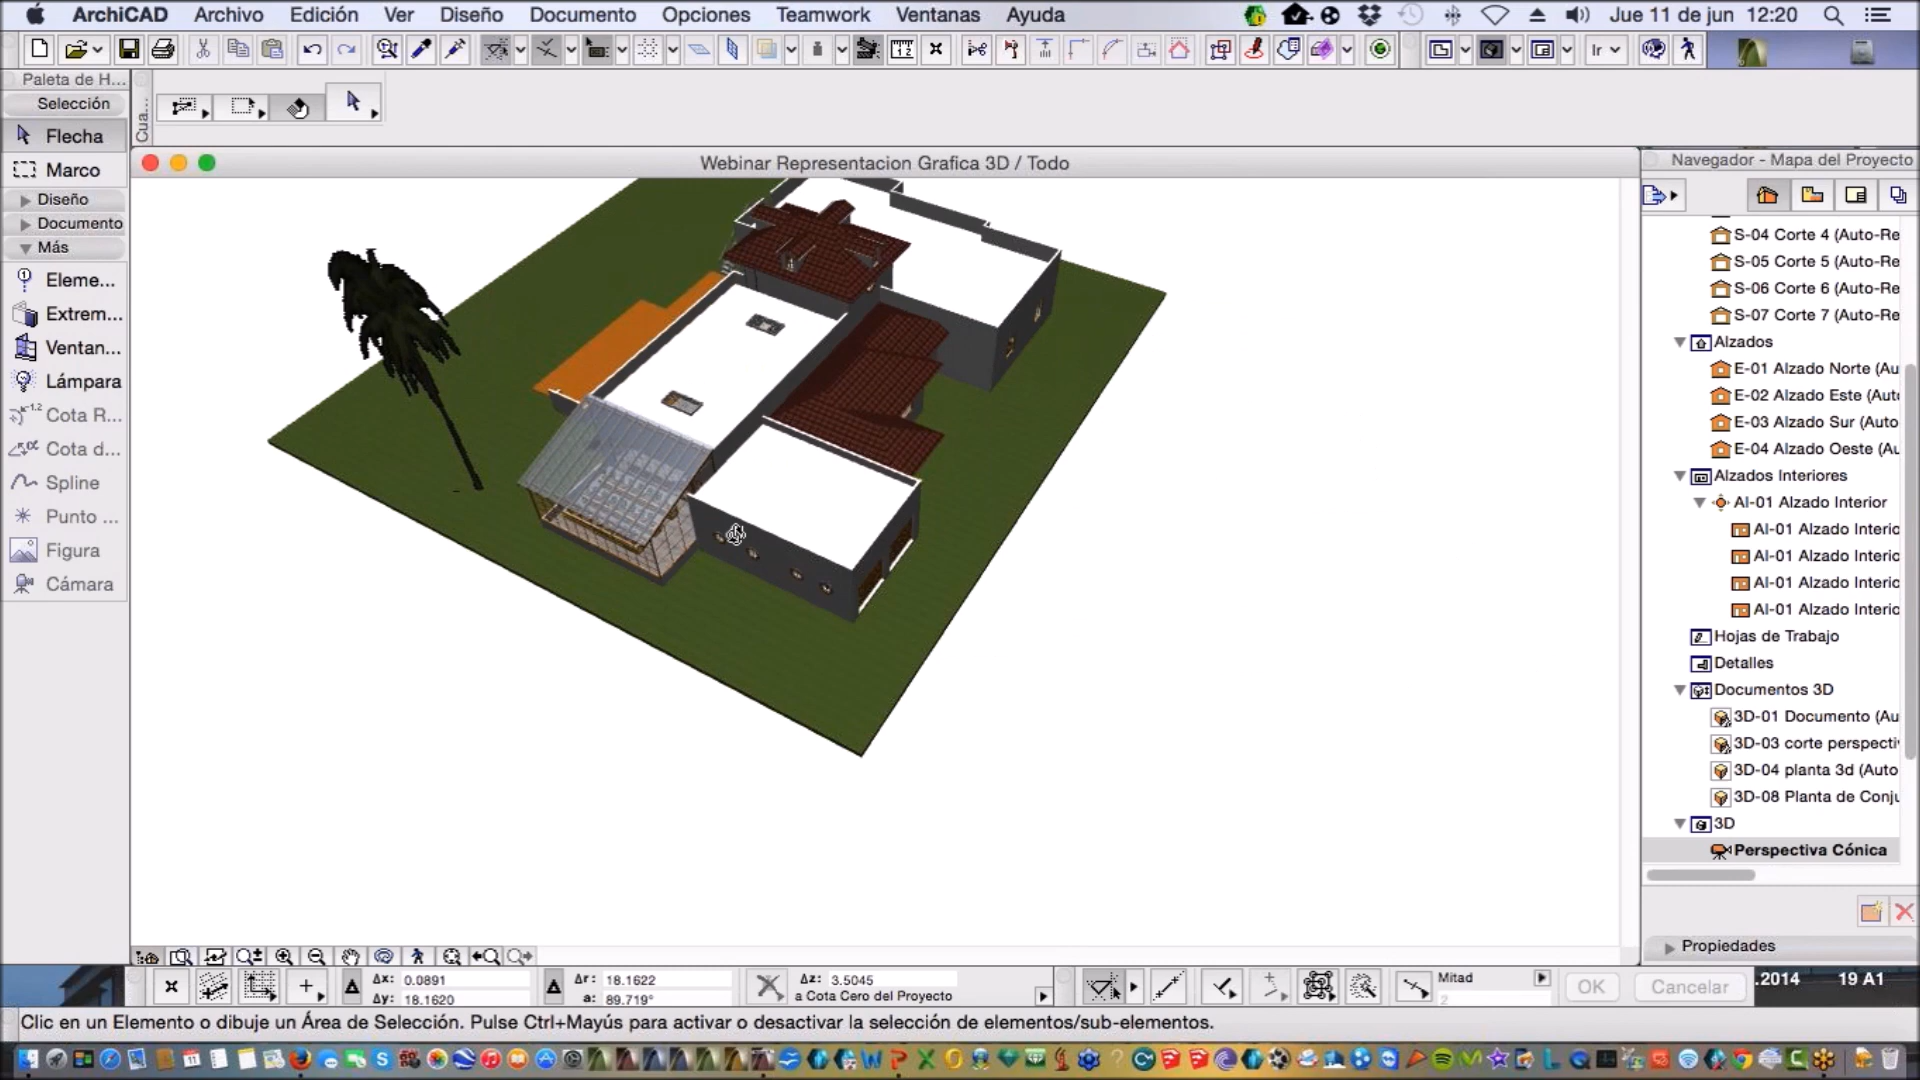 ArchiCAD Archivo Edición Ver Diseño Documento Opciones Teamwork Ventanas Ayuda Jue 11 de jun 12:20
Ir
Paleta de H...
Selección
Flecha
Marco
Diseño
Documento
Más
Eleme...
Extrem...
Ventan...
Lámpara
Cota R...
Cota d...
Spline
Punto ...
Figura
Cámara
Cua...
Webinar Representacion Grafica 3D / Todo
Navegador - Mapa del Proyecto
S-04 Corte 4 (Auto-Re
S-05 Corte 5 (Auto-Re
S-06 Corte 6 (Auto-Re
S-07 Corte 7 (Auto-Re
Alzados
E-01 Alzado Norte (Au
E-02 Alzado Este (Aut
E-03 Alzado Sur (Auto
E-04 Alzado Oeste (Au
Alzados Interiores
AI-01 Alzado Interior
AI-01 Alzado Interio
AI-01 Alzado Interio
AI-01 Alzado Interio
AI-01 Alzado Interio
Hojas de Trabajo
Detalles
Documentos 3D
3D-01 Documento (Au
3D-03 corte perspecti
3D-04 planta 3d (Auto
3D-08 Planta de Conju
3D
Perspectiva Cónica
Propiedades
Δx: 0.0891
Δy: 18.1620
Δr: 18.1622
a: 89.719°
Δz: 3.5045
a Cota Cero del Proyecto
Mitad
2
OK
Cancelar
.2014 19 A1
Clic en un Elemento o dibuje un Área de Selección. Pulse Ctrl+Mayús para activar o desactivar la selección de elementos/sub-elementos.